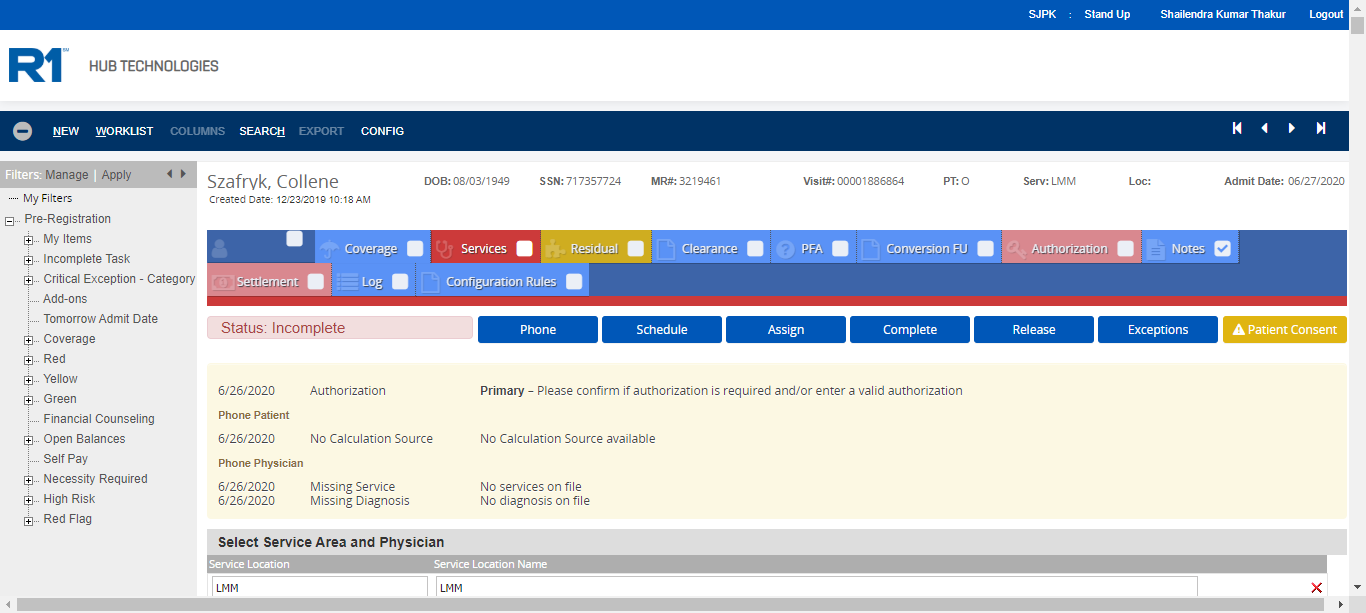 SJPK : Stand Up Shailendra Kumar Thakur Logout
R1 SM HUB TECHNOLOGIES
NEW WORKLIST COLUMNS SEARCH EXPORT CONFIG
Filters: Manage | Apply
My Filters
Pre-Registration
My Items
Incomplete Task
Critical Exception - Category
Add-ons
Tomorrow Admit Date
Coverage
Red
Yellow
Green
Financial Counseling
Open Balances
Self Pay
Necessity Required
High Risk
Red Flag
Szafryk, Collene DOB: 08/03/1949 SSN: 717357724 MR#: 3219461 Visit#: 00001886864 PT: O Serv: LMM Loc: Admit Date: 06/27/2020
Created Date: 12/23/2019 10:18 AM
Coverage Services Residual Clearance PFA Conversion FU Authorization Notes
Settlement Log Configuration Rules
Status: Incomplete Phone Schedule Assign Complete Release Exceptions Patient Consent
6/26/2020 Authorization Primary – Please confirm if authorization is required and/or enter a valid authorization
Phone Patient
6/26/2020 No Calculation Source No Calculation Source available
Phone Physician
6/26/2020 Missing Service No services on file
6/26/2020 Missing Diagnosis No diagnosis on file
Select Service Area and Physician
Service Location Service Location Name
LMM LMM